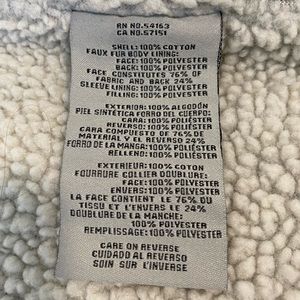 RN NO.54163
CA NO.57151
SHELL: 100% COTTON
FAUX FUR BODY LINING:
FACE: 100% POLYESTER
BACK: 100% POLYESTER
FACE CONSTITUTES 76% OF
FABRIC AND BACK 24%
SLEEVE LINING: 100% POLYESTER
FILLING: 100% POLYESTER
EXTERIOR: 100% ALGODÓN
PIEL SINTÉTICA FORRO DEL CUERPO:
CARA: 100% POLIÉSTER
REVERSO: 100% POLIÉSTER
CARA COMPUESTO DE 76% DE
MATERIAL Y EL REVERSO 24%
FORRO DE LA MANGA: 100% POLIÉSTER
RELLENO: 100% POLIÉSTER
EXTÉRIEUR: 100% COTON
FOURRURE COLLIER DOUBLURE:
FACE: 100% POLYESTER
ENVERS: 100% POLYESTER
LA FACE CONTIENT LE 76% DU
TISSU ET L'ENVERS LE 24%
DOUBLURE DE LA MANCHE:
100% POLYESTER
REMPLISSAGE: 100% POLYESTER
CARE ON REVERSE
CUIDADO AL REVERSO
SOIN SUR L'INVERSE